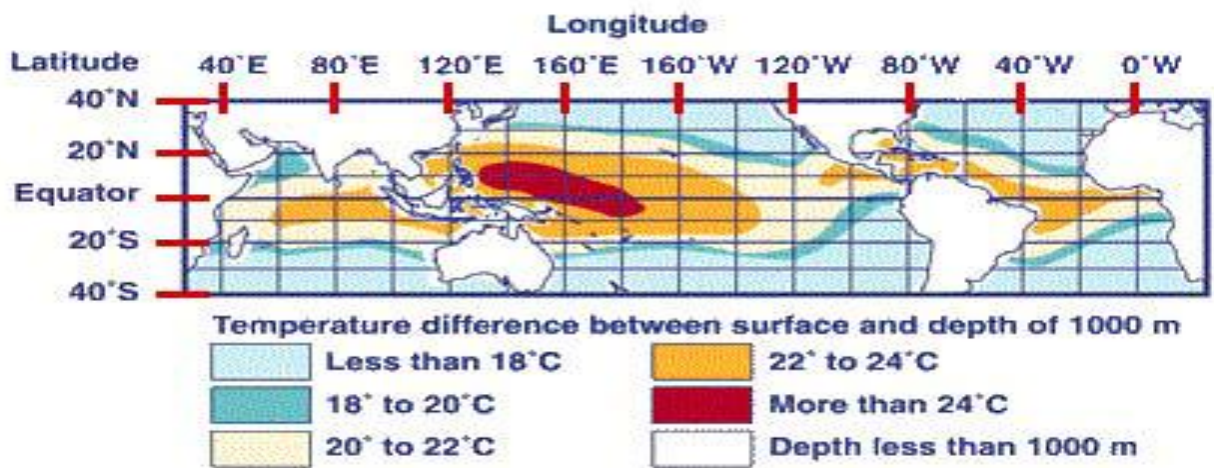 Longitude
Latitude 40°E 80°E 120°E 160°E 160°W 120°W 80°W 40°W 0°W
40°N
20°N
Equator
20°S
40°S
Temperature difference between surface and depth of 1000 m
Less than 18°C 22° to 24°C
18° to 20°C More than 24°C
20° to 22°C Depth less than 1000 m